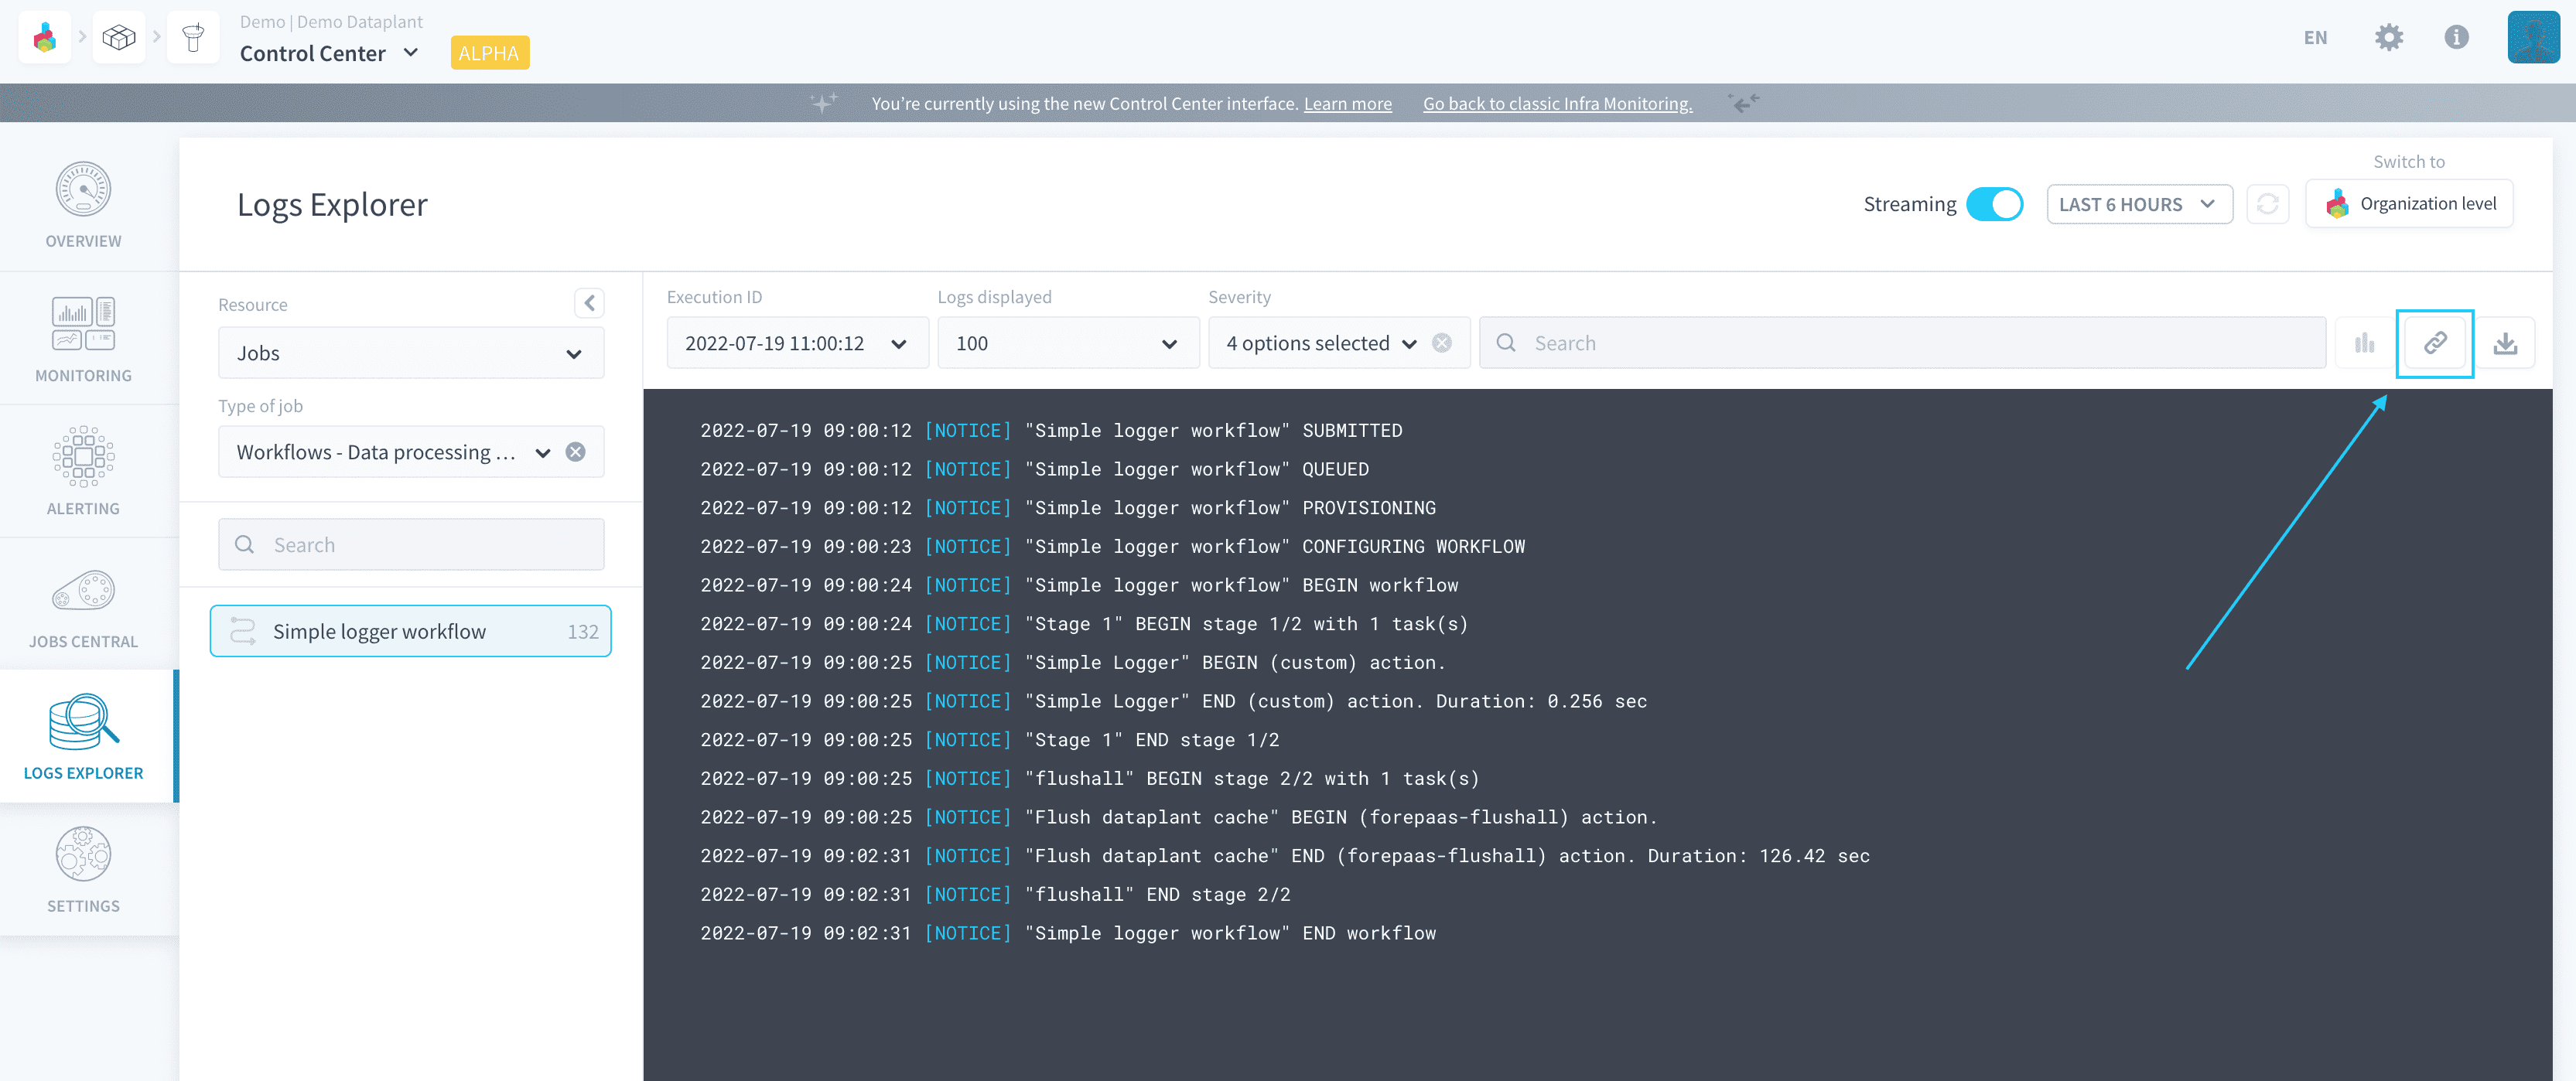 Demo | Demo Dataplant
Control Center
ALPHA
EN
You’re currently using the new Control Center interface. Learn more Go back to classic Infra Monitoring.
OVERVIEW
MONITORING
ALERTING
JOBS CENTRAL
LOGS EXPLORER
SETTINGS
Logs Explorer
Streaming
LAST 6 HOURS
Switch to
Organization level
Resource
Jobs
Type of job
Workflows - Data processing ...
Search
Simple logger workflow 132
Execution ID
2022-07-19 11:00:12
Logs displayed
100
Severity
4 options selected
Search
2022-07-19 09:00:12 [NOTICE] "Simple logger workflow" SUBMITTED
2022-07-19 09:00:12 [NOTICE] "Simple logger workflow" QUEUED
2022-07-19 09:00:12 [NOTICE] "Simple logger workflow" PROVISIONING
2022-07-19 09:00:23 [NOTICE] "Simple logger workflow" CONFIGURING WORKFLOW
2022-07-19 09:00:24 [NOTICE] "Simple logger workflow" BEGIN workflow
2022-07-19 09:00:24 [NOTICE] "Stage 1" BEGIN stage 1/2 with 1 task(s)
2022-07-19 09:00:25 [NOTICE] "Simple Logger" BEGIN (custom) action.
2022-07-19 09:00:25 [NOTICE] "Simple Logger" END (custom) action. Duration: 0.256 sec
2022-07-19 09:00:25 [NOTICE] "Stage 1" END stage 1/2
2022-07-19 09:00:25 [NOTICE] "flushall" BEGIN stage 2/2 with 1 task(s)
2022-07-19 09:00:25 [NOTICE] "Flush dataplant cache" BEGIN (forepaas-flushall) action.
2022-07-19 09:02:31 [NOTICE] "Flush dataplant cache" END (forepaas-flushall) action. Duration: 126.42 sec
2022-07-19 09:02:31 [NOTICE] "flushall" END stage 2/2
2022-07-19 09:02:31 [NOTICE] "Simple logger workflow" END workflow